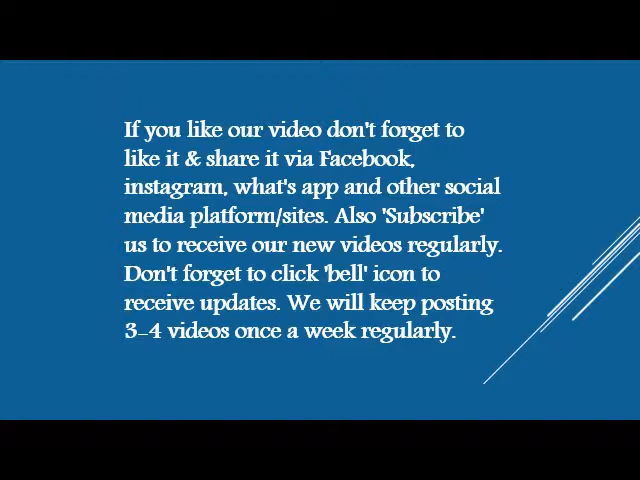 If you like our video don't forget to
like it & share it via Facebook,
instagram, what's app and other social
media platform/sites. Also 'Subscribe'
us to receive our new videos regularly.
Don't forget to click 'bell' icon to
receive updates. We will keep posting
3-4 videos once a week regularly.